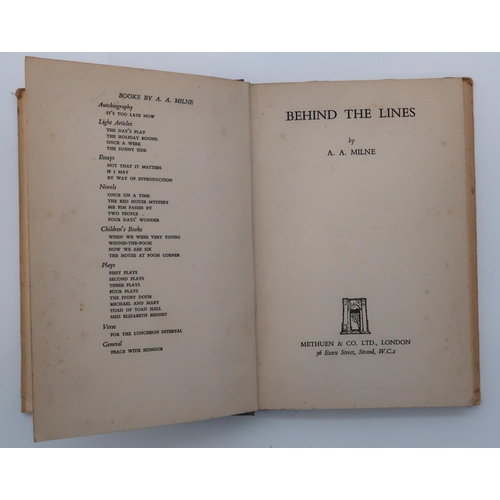 BOOKS BY A. A. MILNE
Autobiography
IT'S TOO LATE NOW
Light Articles
THE DAY'S PLAY
THE HOLIDAY ROUND
ONCE A WEEK
THE SUNNY SIDE
Essays
NOT THAT IT MATTERS
IF I MAY
BY WAY OF INTRODUCTION
Novels
ONCE ON A TIME
THE RED HOUSE MYSTERY
MR PIM PASSES BY
TWO PEOPLE
FOUR DAYS' WONDER
Children's Books
WHEN WE WERE VERY YOUNG
WINNIE-THE-POOH
NOW WE ARE SIX
THE HOUSE AT POOH CORNER
Plays
FIRST PLAYS
SECOND PLAYS
THREE PLAYS
FOUR PLAYS
THE IVORY DOOR
MICHAEL AND MARY
TOAD OF TOAD HALL
MISS ELIZABETH BENNET
Verse
FOR THE LUNCHEON INTERVAL
General
PEACE WITH HONOUR
BEHIND THE LINES
by
A. A. MILNE
METHUEN & CO. LTD., LONDON
36 Essex Street, Strand, W.C.2